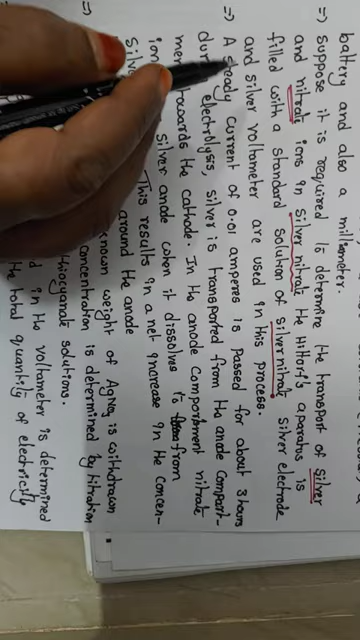 battery and also a millimeter.
=> suppose it is required to determine the transport of silver
and nitrate ions in silver nitrate the Hittorf's apparatus is
filled with a standard solution of silver nitrate silver electrode
and silver voltameter are used in this process.
=> A steady current of 0.01 amperes is passed for about 3 hours
during electrolysis, silver is transported from the anode compart-
ment towards the cathode. In the anode compartment nitrate
ion silver anode when it dissolves to from
silve This results in a net increase in the concen-
around the anode
=> known weight of AgNO3 is withdrawn
concentration is determined by titration
thiocyanate solutions.
in the voltameter is determined
the total quantity of electricity